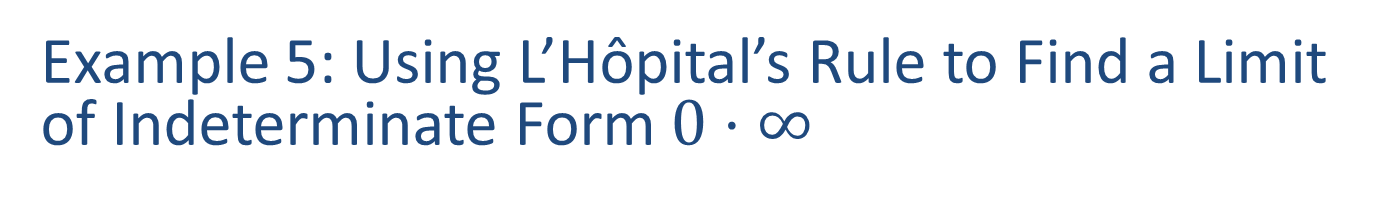 Example 5: Using L’Hôpital’s Rule to Find a Limit
of Indeterminate Form 0 · ∞